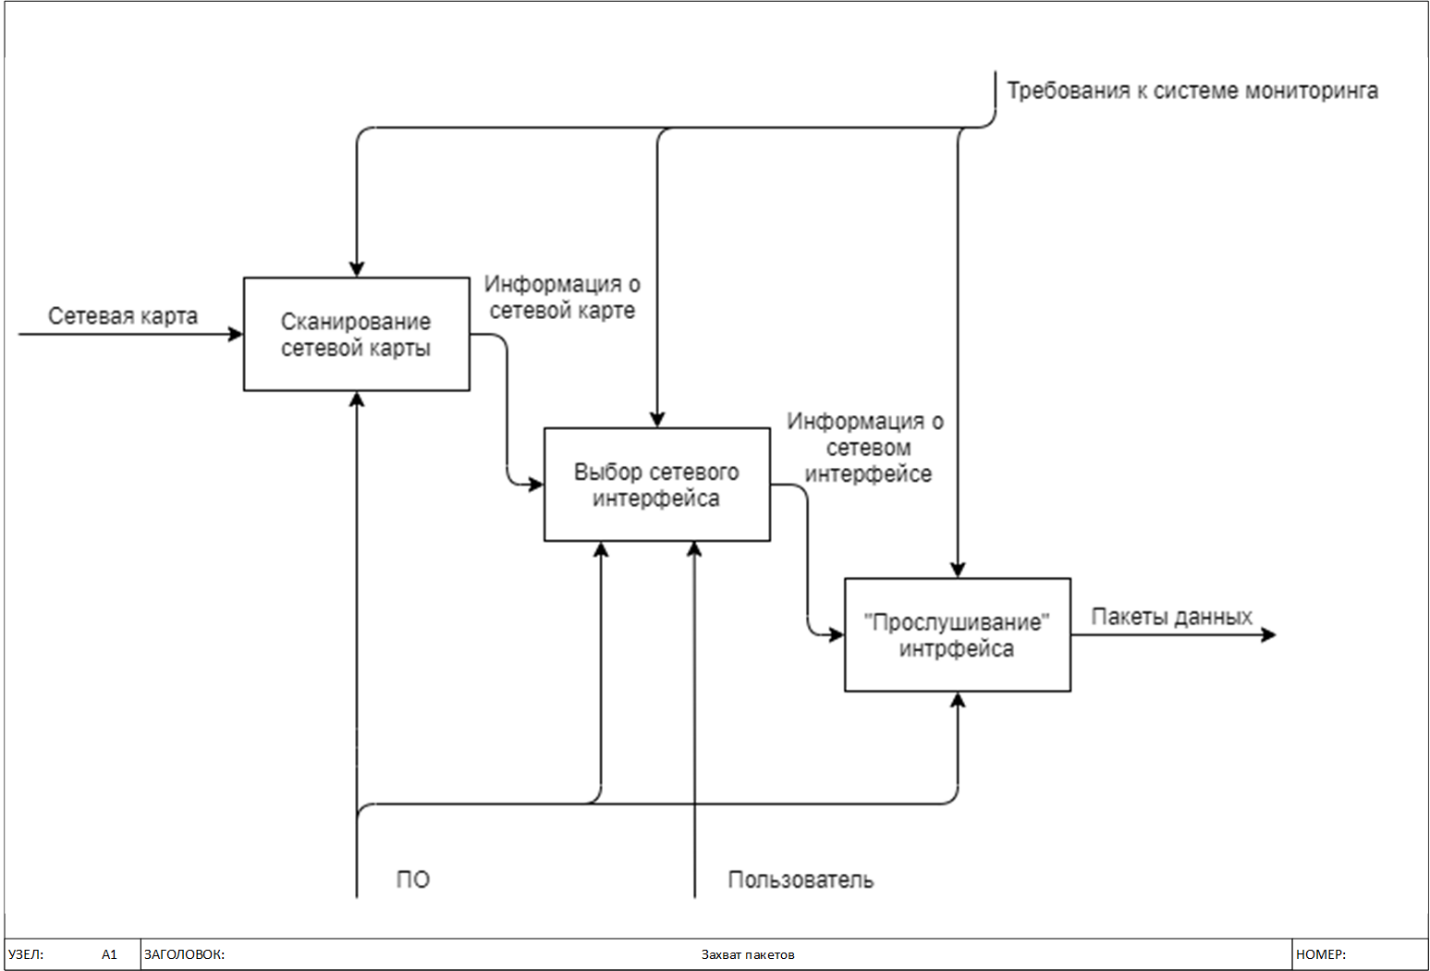 Требования к системе мониторинга
Сетевая карта
Сканирование
сетевой карты
Информация о
сетевой карте
Выбор сетевого
интерфейса
Информация о
сетевом
интерфейсе
"Прослушивание"
интрфейса
Пакеты данных
ПО
Пользователь
УЗЕЛ: А1 ЗАГОЛОВОК: Захват пакетов НОМЕР: